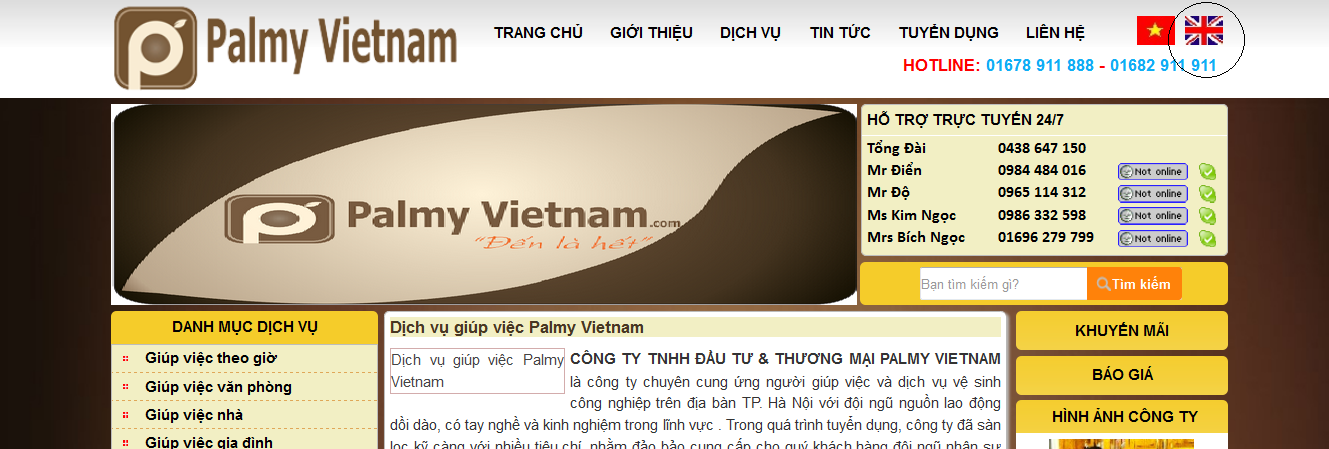 Palmy Vietnam
TRANG CHỦ GIỚI THIỆU DỊCH VỤ TIN TỨC TUYỂN DỤNG LIÊN HỆ
HOTLINE: 01678 911 888 - 01682 911 911
Palmy Vietnam.com
"Đến là hết"
HỖ TRỢ TRỰC TUYẾN 24/7
Tổng Đài 0438 647 150
Mr Điển 0984 484 016 Not online
Mr Độ 0965 114 312 Not online
Ms Kim Ngọc 0986 332 598 Not online
Mrs Bích Ngọc 01696 279 799 Not online
Bạn tìm kiếm gì? Tìm kiếm
DANH MỤC DỊCH VỤ
Giúp việc theo giờ
Giúp việc văn phòng
Giúp việc nhà
Giúp việc gia đình
Dịch vụ giúp việc Palmy Vietnam
Dịch vụ giúp việc Palmy
Vietnam
CÔNG TY TNHH ĐẦU TƯ & THƯƠNG MẠI PALMY VIETNAM
là công ty chuyên cung ứng người giúp việc và dịch vụ vệ sinh
công nghiệp trên địa bàn TP. Hà Nội với đội ngũ nguồn lao động
dồi dào, có tay nghề và kinh nghiệm trong lĩnh vực . Trong quá trình tuyển dụng, công ty đã sàn
lọc kỹ càng với nhiều tiêu chí, nhằm đảo bảo cung cấp cho quý khách hàng đội ngũ nhân sự
KHUYẾN MÃI
BÁO GIÁ
HÌNH ẢNH CÔNG TY